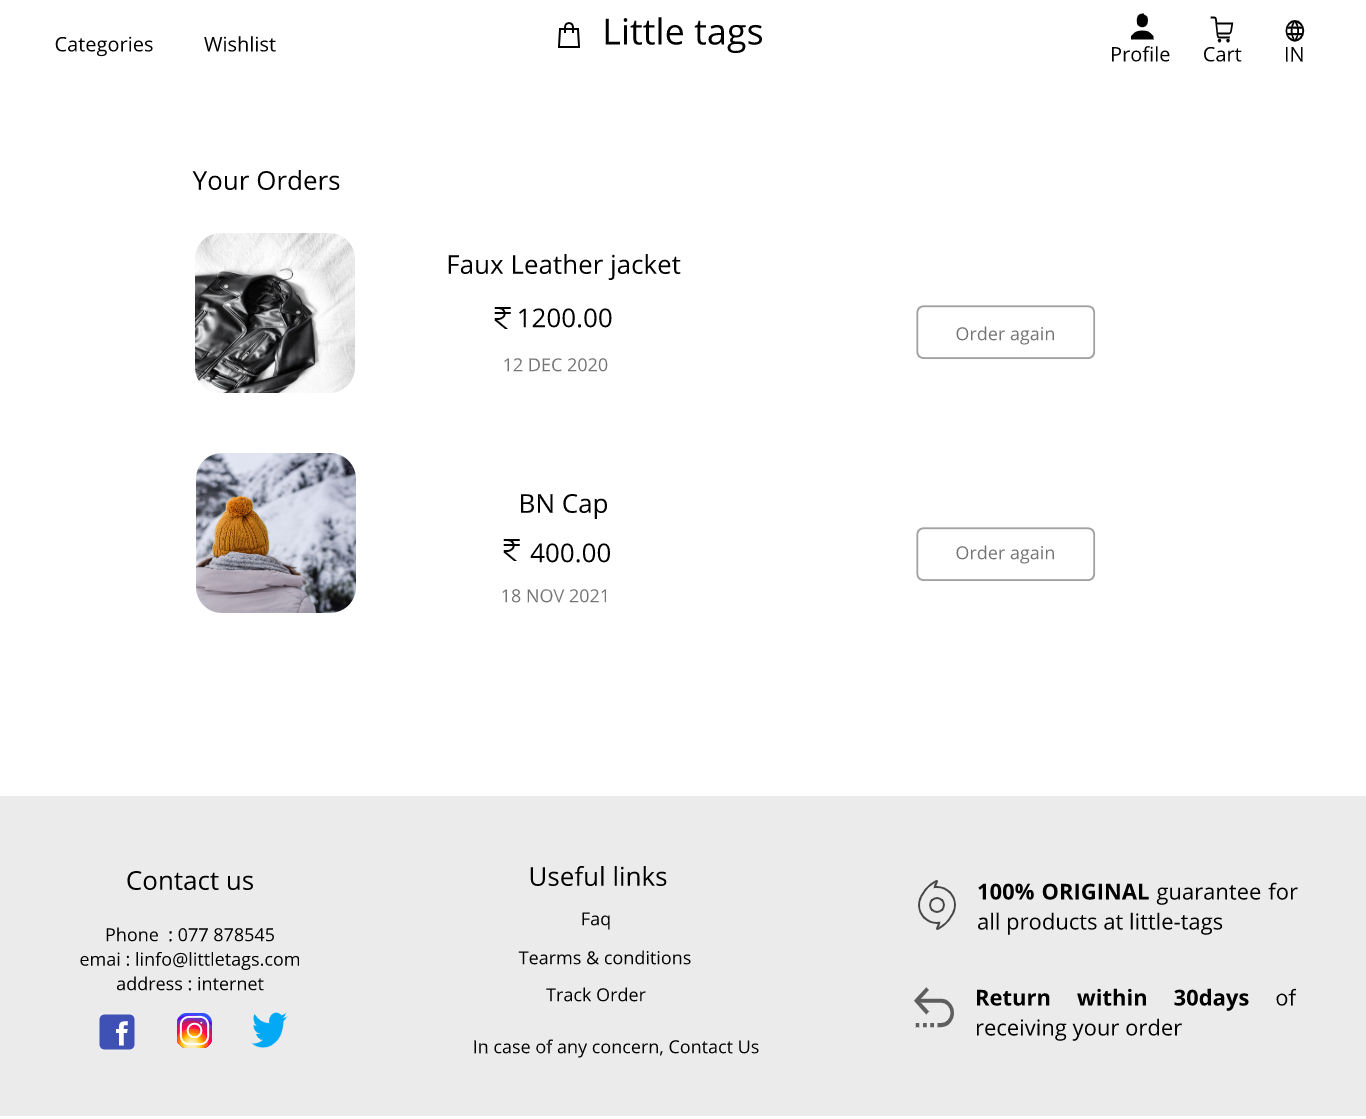 Categories
Wishlist
Little tags
Profile
Cart
IN
Your Orders
Faux Leather jacket
₹ 1200.00
12 DEC 2020
Order again
BN Cap
₹ 400.00
18 NOV 2021
Order again
Contact us
Phone : 077 878545
emai : linfo@littletags.com
address : internet
Useful links
Faq
Tearms & conditions
Track Order
In case of any concern, Contact Us
100% ORIGINAL guarantee for
all products at little-tags
Return within 30days of
receiving your order